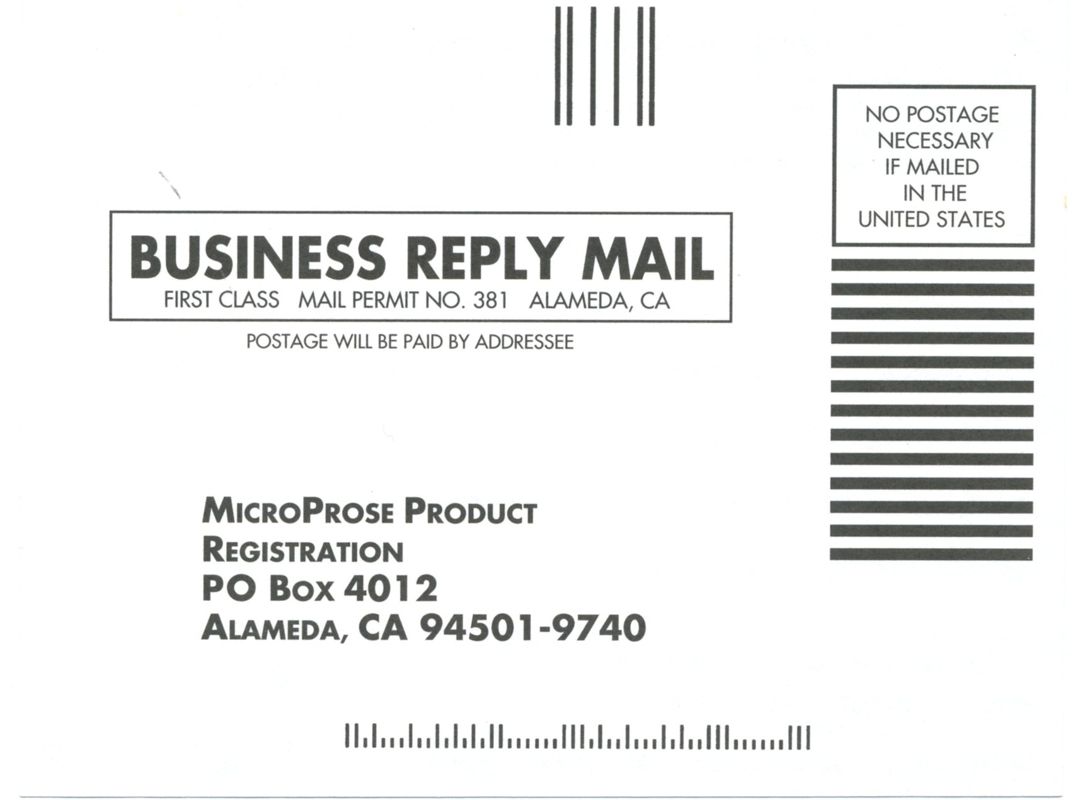 NO POSTAGE
NECESSARY
IF MAILED
IN THE
UNITED STATES
BUSINESS REPLY MAIL
FIRST CLASS MAIL PERMIT NO. 381 ALAMEDA, CA
POSTAGE WILL BE PAID BY ADDRESSEE
MICROPROSE PRODUCT
REGISTRATION
PO BOX 4012
ALAMEDA, CA 94501-9740